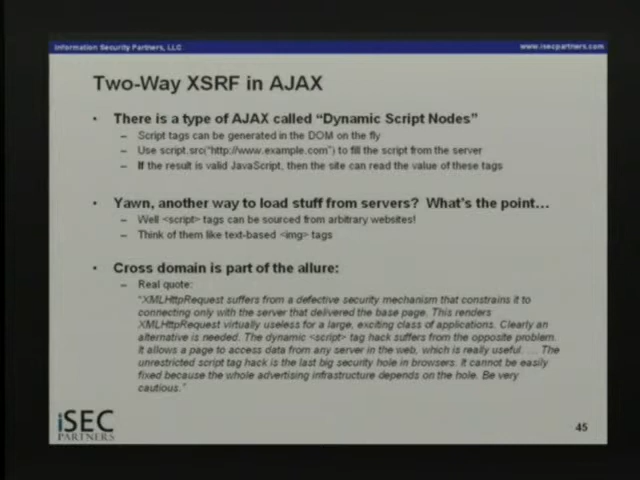 Information Security Partners, LLC
www.isecpartners.com
Two-Way XSRF in AJAX
• There is a type of AJAX called “Dynamic Script Nodes”
– Script tags can be generated in the DOM on the fly
– Use script.src(“http://www.example.com”) to fill the script from the server
– If the result is valid JavaScript, then the site can read the value of these tags
• Yawn, another way to load stuff from servers? What's the point…
– Well <script> tags can be sourced from arbitrary websites!
– Think of them like text-based <img> tags
• Cross domain is part of the allure:
– Real quote:
“XMLHttpRequest suffers from a defective security mechanism that constrains it to
connecting only with the server that delivered the base page. This renders
XMLHttpRequest virtually useless for a large, exciting class of applications. Clearly an
alternative is needed. The dynamic <script> tag hack suffers from the opposite problem.
It allows a page to access data from any server in the web, which is really useful. ... The
unrestricted script tag hack is the last big security hole in browsers. It cannot be easily
fixed because the whole advertising infrastructure depends on the hole. Be very
cautious.”
iSEC
PARTNERS
45